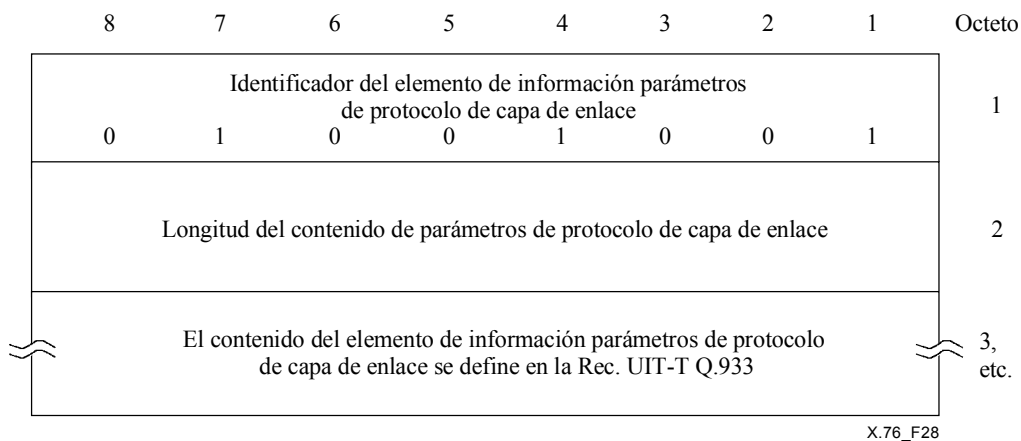 8 7 6 5 4 3 2 1 Octeto
Identificador del elemento de información parámetros
de protocolo de capa de enlace
1
0 1 0 0 1 0 0 1
Longitud del contenido de parámetros de protocolo de capa de enlace 2
El contenido del elemento de información parámetros de protocolo
de capa de enlace se define en la Rec. UIT-T Q.933
3,
etc.
X.76_F28